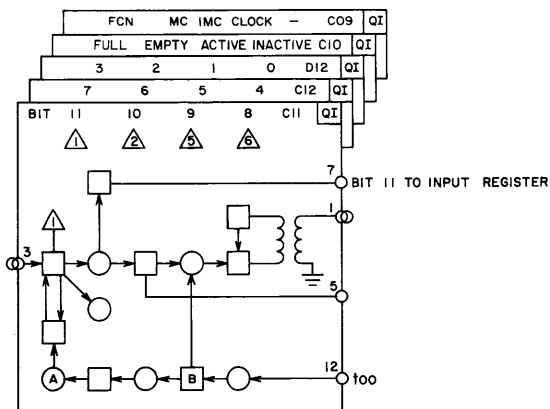 FCN MC IMC CLOCK — C09 QI
FULL EMPTY ACTIVE INACTIVE C10 QI
3 2 1 0 D12 QI
7 6 5 4 C12 QI
BIT 11 10 9 8 C11 QI
1 2 5 6
7
BIT 11 TO INPUT REGISTER
1
1
3
5
12
A B too